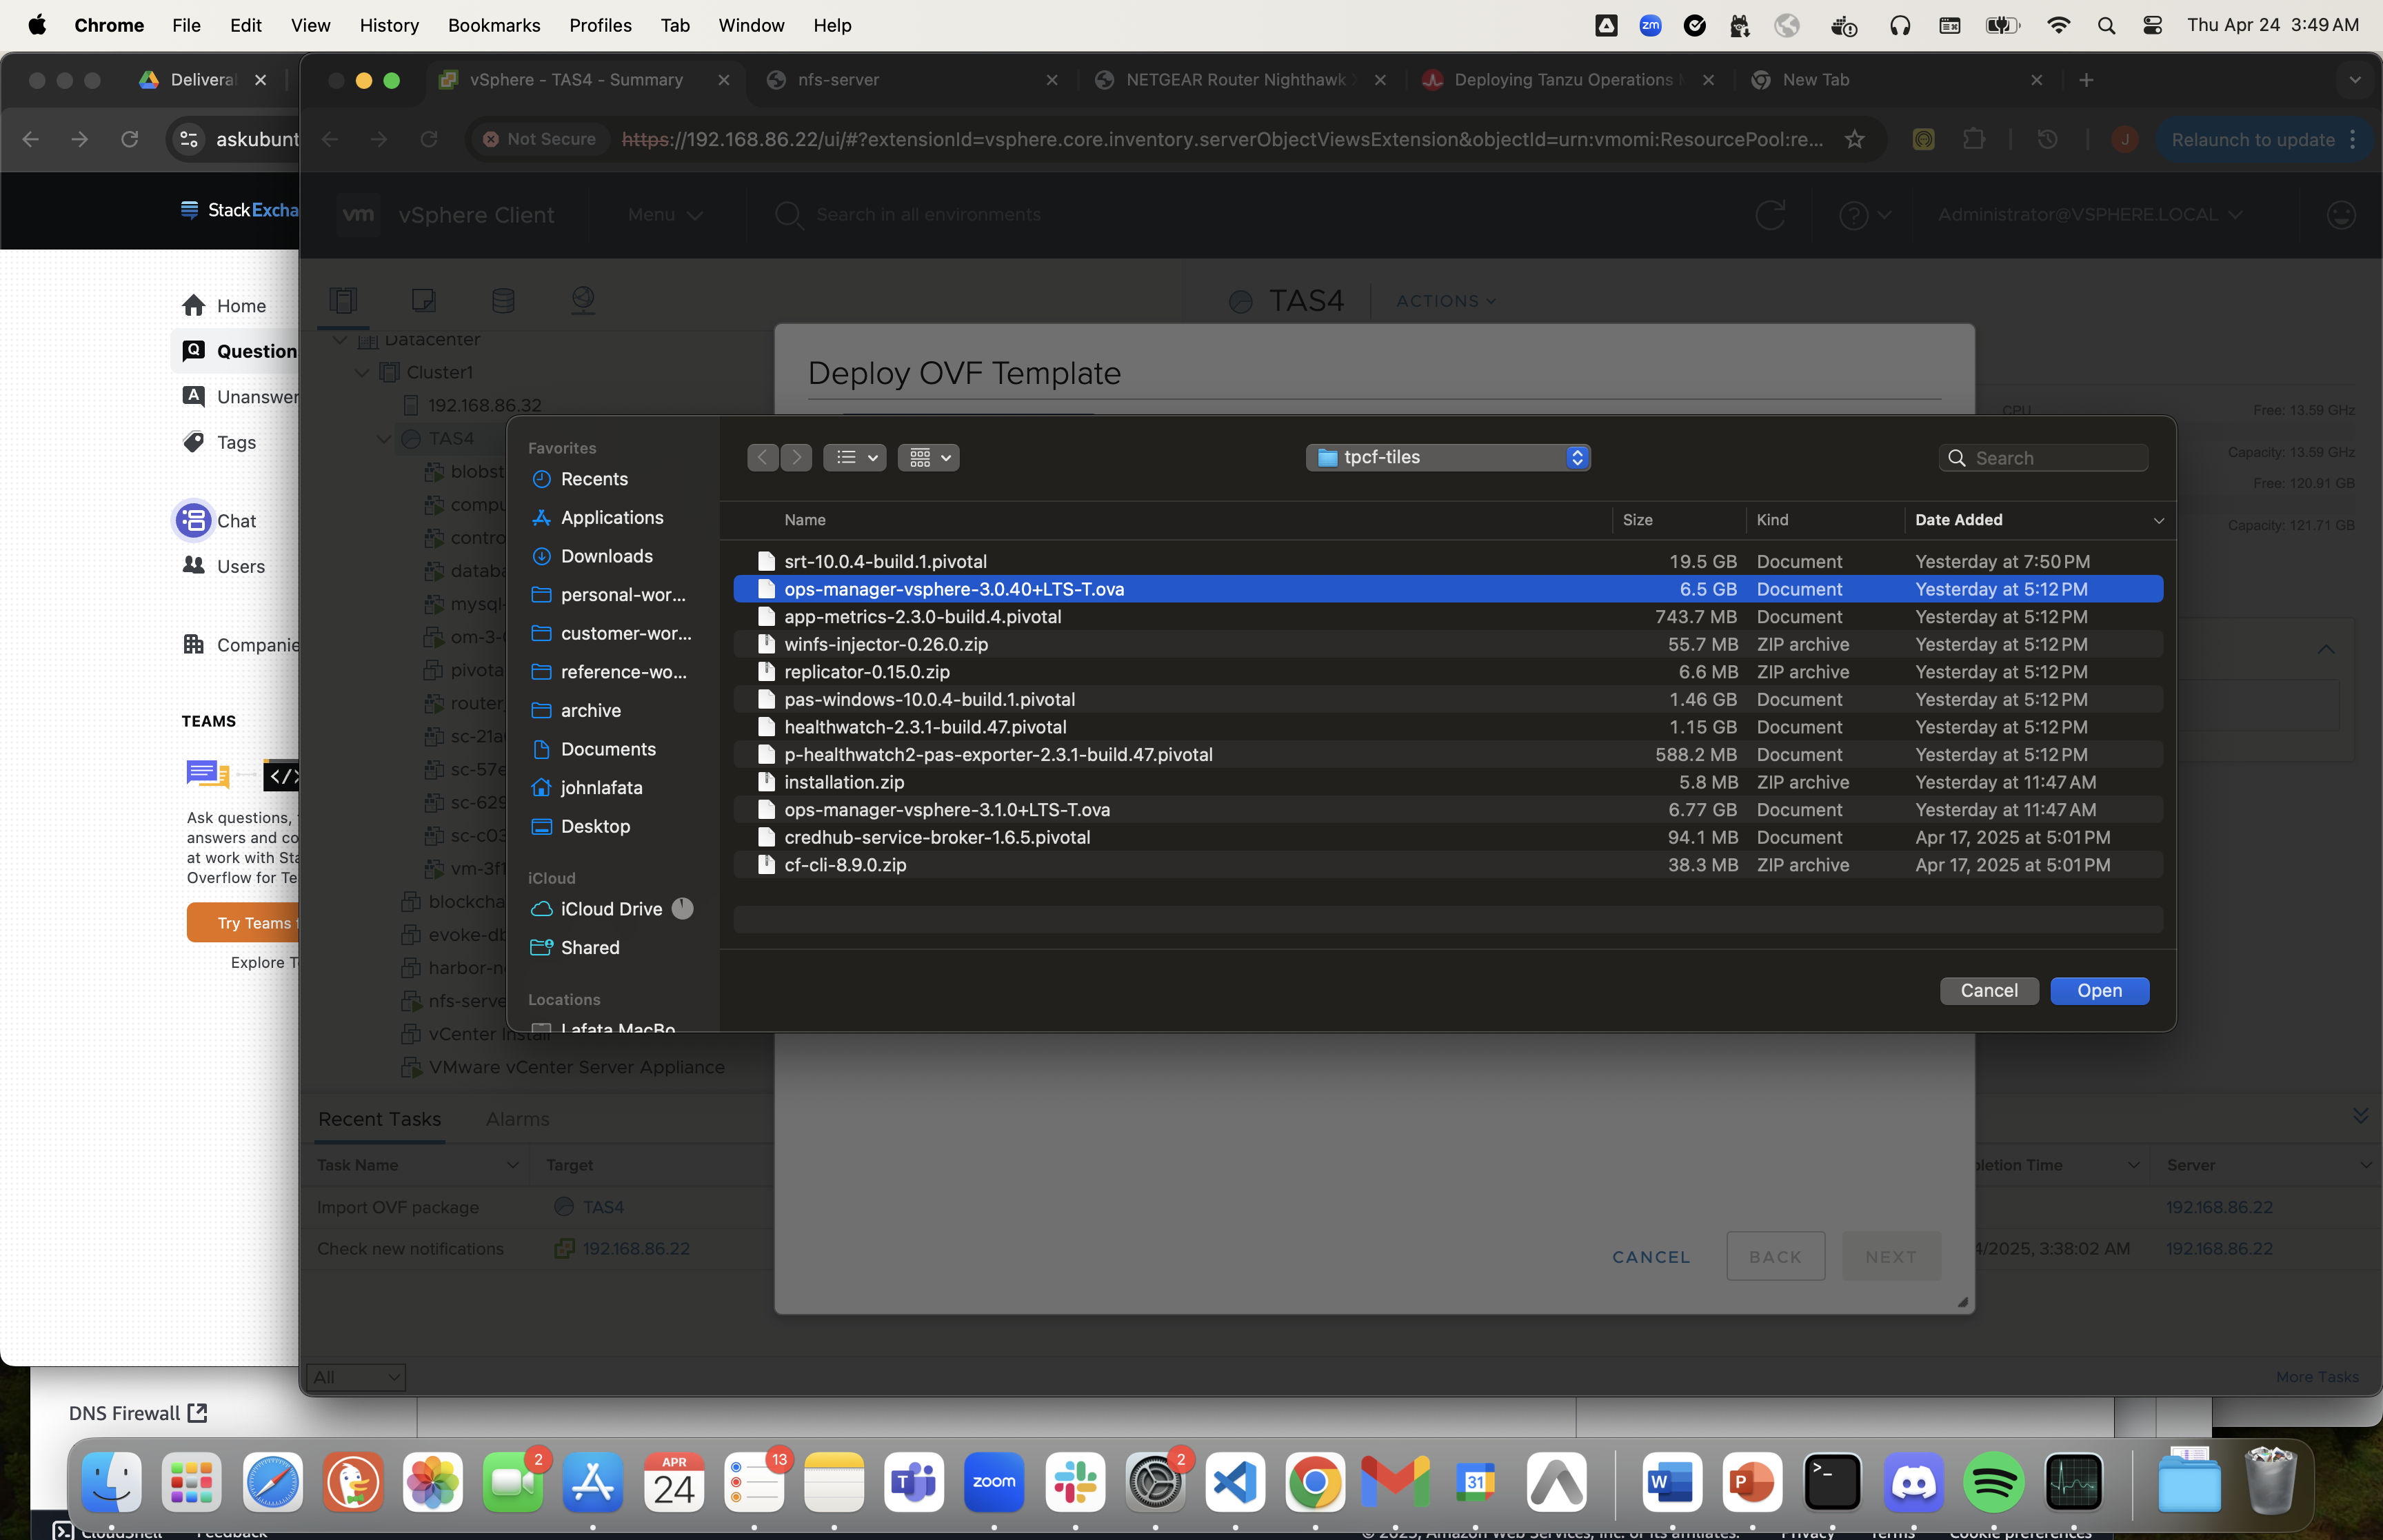 Chrome File Edit View History Bookmarks Profiles Tab Window Help
zm
Thu Apr 24 3:49 AM
Delivera
vSphere - TAS4 - Summary
nfs-server
NETGEAR Router Nighthawk
Deploying Tanzu Operations
New Tab
askubunt
Not Secure
https://192.168.86.22/ui/#?extensionId=vsphere.core.inventory.serverObjectViewsExtension&objectId=urn:vmomi:ResourcePool:re...
J
Relaunch to update
StackExcha
vm vSphere Client
Menu
Search in all environments
Administrator@VSPHERE.LOCAL
Home
Question
Unanswer
Tags
Chat
Users
Companie
TEAMS
Ask questions,
answers and co
at work with Sta
Overflow for Te
Try Teams f
Explore T
Datacenter
Cluster1
192.168.86.32
TAS4
blobst
compu
contro
databa
mysql-
om-3-
pivota
router_
sc-21a
sc-57e
sc-629
sc-c03
vm-3f1
blockcha
evoke-db
harbor-n
nfs-serve
vCenter Install
VMware vCenter Server Appliance
TAS4
ACTIONS
CPU
Free: 13.59 GHz
Capacity: 13.59 GHz
Free: 120.91 GB
Capacity: 121.71 GB
Deploy OVF Template
Favorites
Recents
Applications
Downloads
personal-wor...
customer-wor...
reference-wo...
archive
Documents
johnlafata
Desktop
iCloud
iCloud Drive
Shared
Locations
Lafata MacBo
tpcf-tiles
Search
Name Size Kind Date Added
srt-10.0.4-build.1.pivotal 19.5 GB Document Yesterday at 7:50 PM
ops-manager-vsphere-3.0.40+LTS-T.ova 6.5 GB Document Yesterday at 5:12 PM
app-metrics-2.3.0-build.4.pivotal 743.7 MB Document Yesterday at 5:12 PM
winfs-injector-0.26.0.zip 55.7 MB ZIP archive Yesterday at 5:12 PM
replicator-0.15.0.zip 6.6 MB ZIP archive Yesterday at 5:12 PM
pas-windows-10.0.4-build.1.pivotal 1.46 GB Document Yesterday at 5:12 PM
healthwatch-2.3.1-build.47.pivotal 1.15 GB Document Yesterday at 5:12 PM
p-healthwatch2-pas-exporter-2.3.1-build.47.pivotal 588.2 MB Document Yesterday at 5:12 PM
installation.zip 5.8 MB ZIP archive Yesterday at 11:47 AM
ops-manager-vsphere-3.1.0+LTS-T.ova 6.77 GB Document Yesterday at 11:47 AM
credhub-service-broker-1.6.5.pivotal 94.1 MB Document Apr 17, 2025 at 5:01 PM
cf-cli-8.9.0.zip 38.3 MB ZIP archive Apr 17, 2025 at 5:01 PM
Cancel Open
CANCEL BACK NEXT
Recent Tasks Alarms
Task Name Target pletion Time Server
Import OVF package TAS4 192.168.86.22
Check new notifications 192.168.86.22 4/2025, 3:38:02 AM 192.168.86.22
All
More Tasks
DNS Firewall
2
APR
24
13
T
zoom
2
31
W
P
>_
CloudShell Feedback
© 2025, Amazon Web Services, Inc. or its affiliates. Privacy Terms Cookie preferences